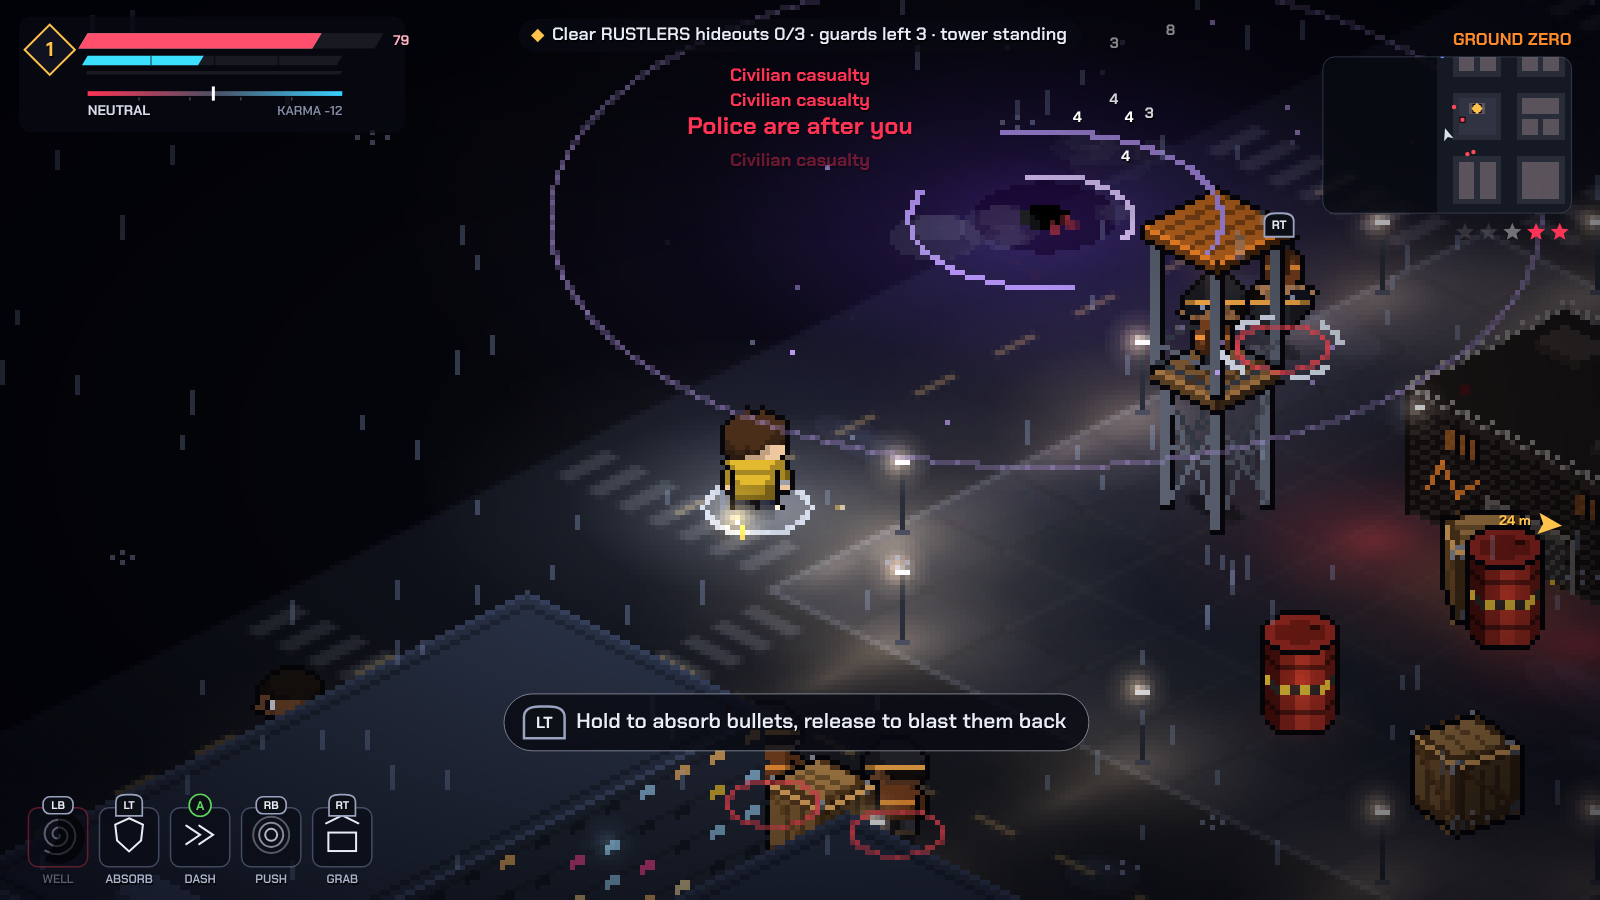 1
79
NEUTRAL
KARMA -12
Clear RUSTLERS hideouts 0/3 · guards left 3 · tower standing
Civilian casualty
Civilian casualty
Police are after you
Civilian casualty
8
3
4
4
4
3
4
GROUND ZERO
RT
24 m
LT Hold to absorb bullets, release to blast them back
LB
LT
A
RB
RT
WELL
ABSORB
DASH
PUSH
GRAB